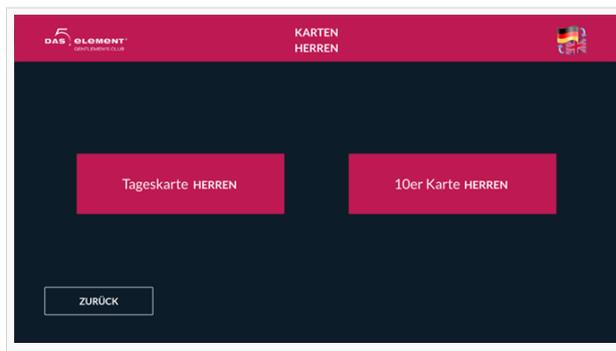 5
DAS element
GENTLEMEN'S CLUB
KARTEN
HERREN
Tageskarte HERREN
10er Karte HERREN
ZURÜCK